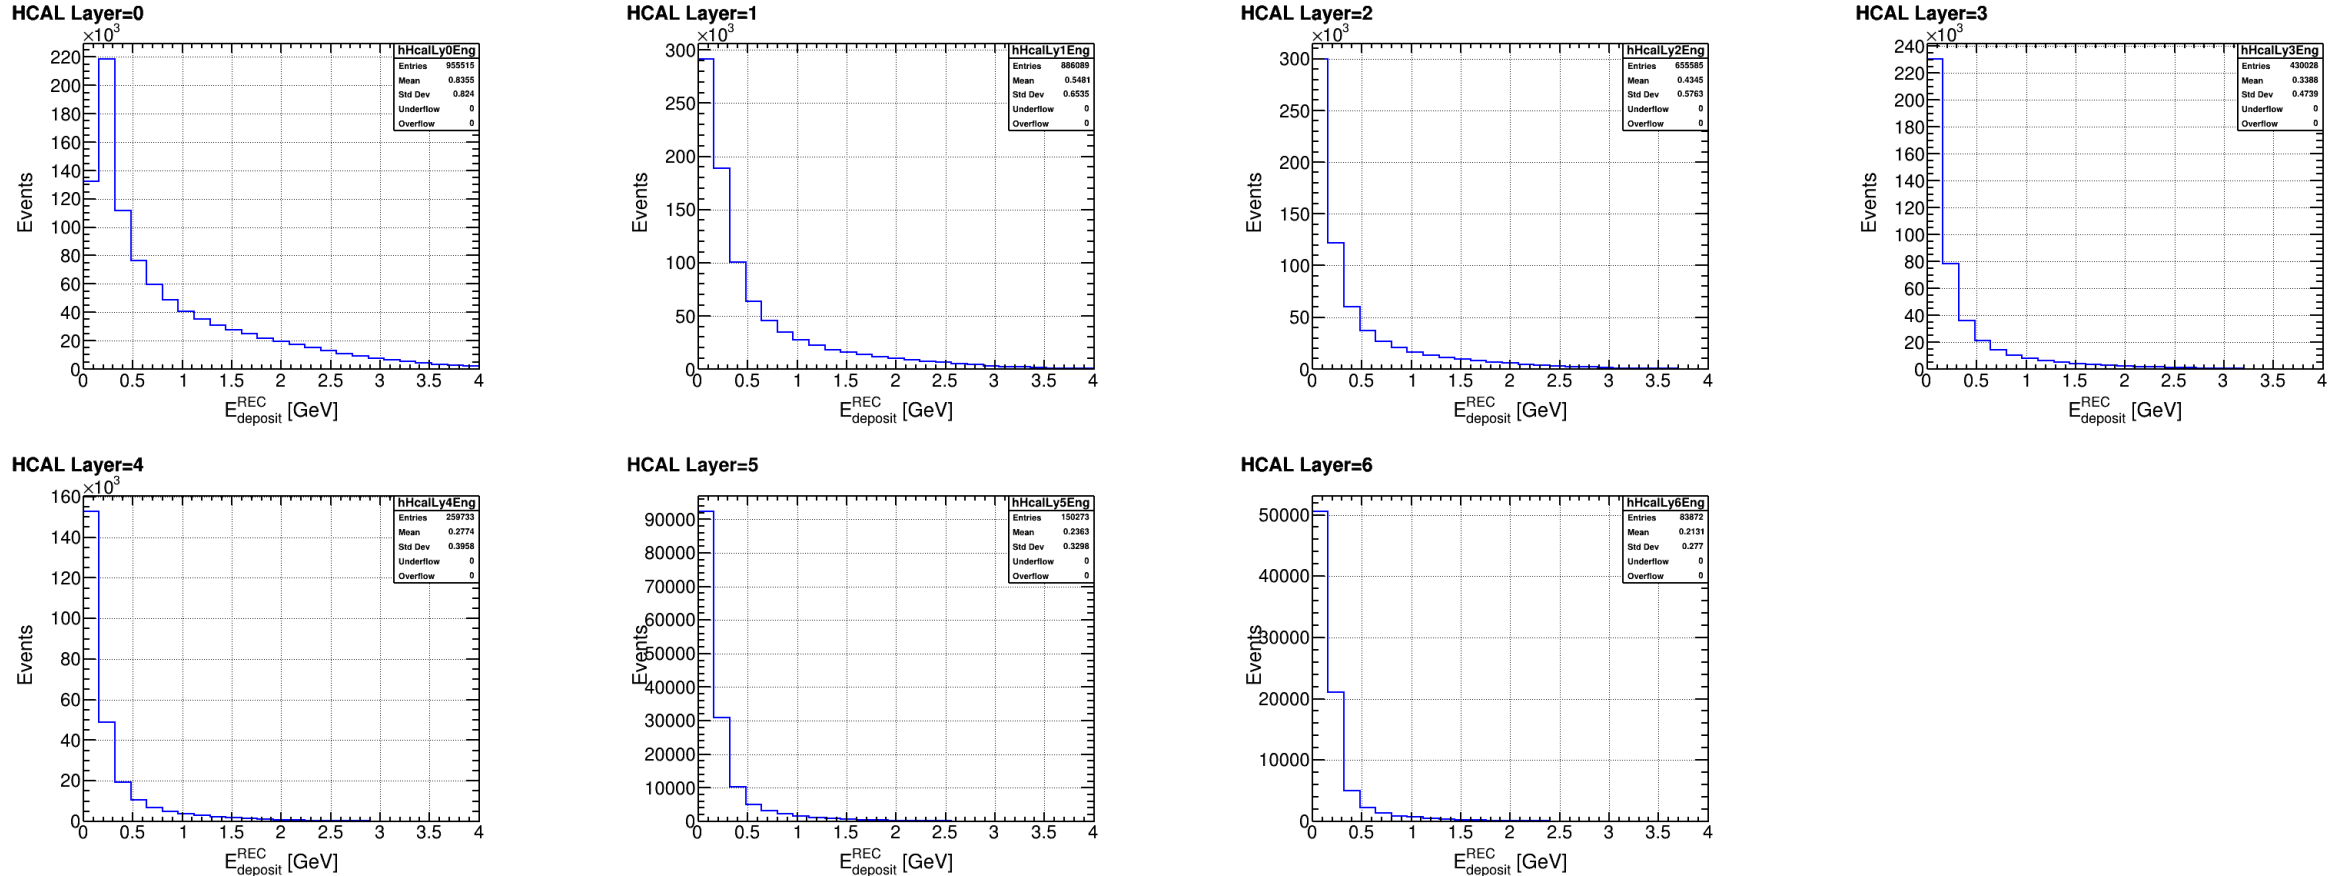 HCAL Layer=0
×10³
hHcalLy0Eng
Entries 955515
Mean 0.8355
Std Dev 0.824
Underflow 0
Overflow 0
220
200
180
160
140
120
100
80
60
40
20
0
Events
0 0.5 1 1.5 2 2.5 3 3.5 4
E^REC_deposit [GeV]
HCAL Layer=1
×10³
hHcalLy1Eng
Entries 886089
Mean 0.5481
Std Dev 0.6535
Underflow 0
Overflow 0
300
250
200
150
100
50
0
Events
0 0.5 1 1.5 2 2.5 3 3.5 4
E^REC_deposit [GeV]
HCAL Layer=2
×10³
hHcalLy2Eng
Entries 655585
Mean 0.4345
Std Dev 0.5763
Underflow 0
Overflow 0
300
250
200
150
100
50
0
Events
0 0.5 1 1.5 2 2.5 3 3.5 4
E^REC_deposit [GeV]
HCAL Layer=3
×10³
hHcalLy3Eng
Entries 430028
Mean 0.3388
Std Dev 0.4739
Underflow 0
Overflow 0
240
220
200
180
160
140
120
100
80
60
40
20
0
Events
0 0.5 1 1.5 2 2.5 3 3.5 4
E^REC_deposit [GeV]
HCAL Layer=4
×10³
hHcalLy4Eng
Entries 259733
Mean 0.2774
Std Dev 0.3958
Underflow 0
Overflow 0
160
140
120
100
80
60
40
20
0
Events
0 0.5 1 1.5 2 2.5 3 3.5 4
E^REC_deposit [GeV]
HCAL Layer=5
hHcalLy5Eng
Entries 150273
Mean 0.2363
Std Dev 0.3298
Underflow 0
Overflow 0
90000
80000
70000
60000
50000
40000
30000
20000
10000
0
Events
0 0.5 1 1.5 2 2.5 3 3.5 4
E^REC_deposit [GeV]
HCAL Layer=6
hHcalLy6Eng
Entries 83872
Mean 0.2131
Std Dev 0.277
Underflow 0
Overflow 0
50000
40000
30000
20000
10000
0
Events
0 0.5 1 1.5 2 2.5 3 3.5 4
E^REC_deposit [GeV]